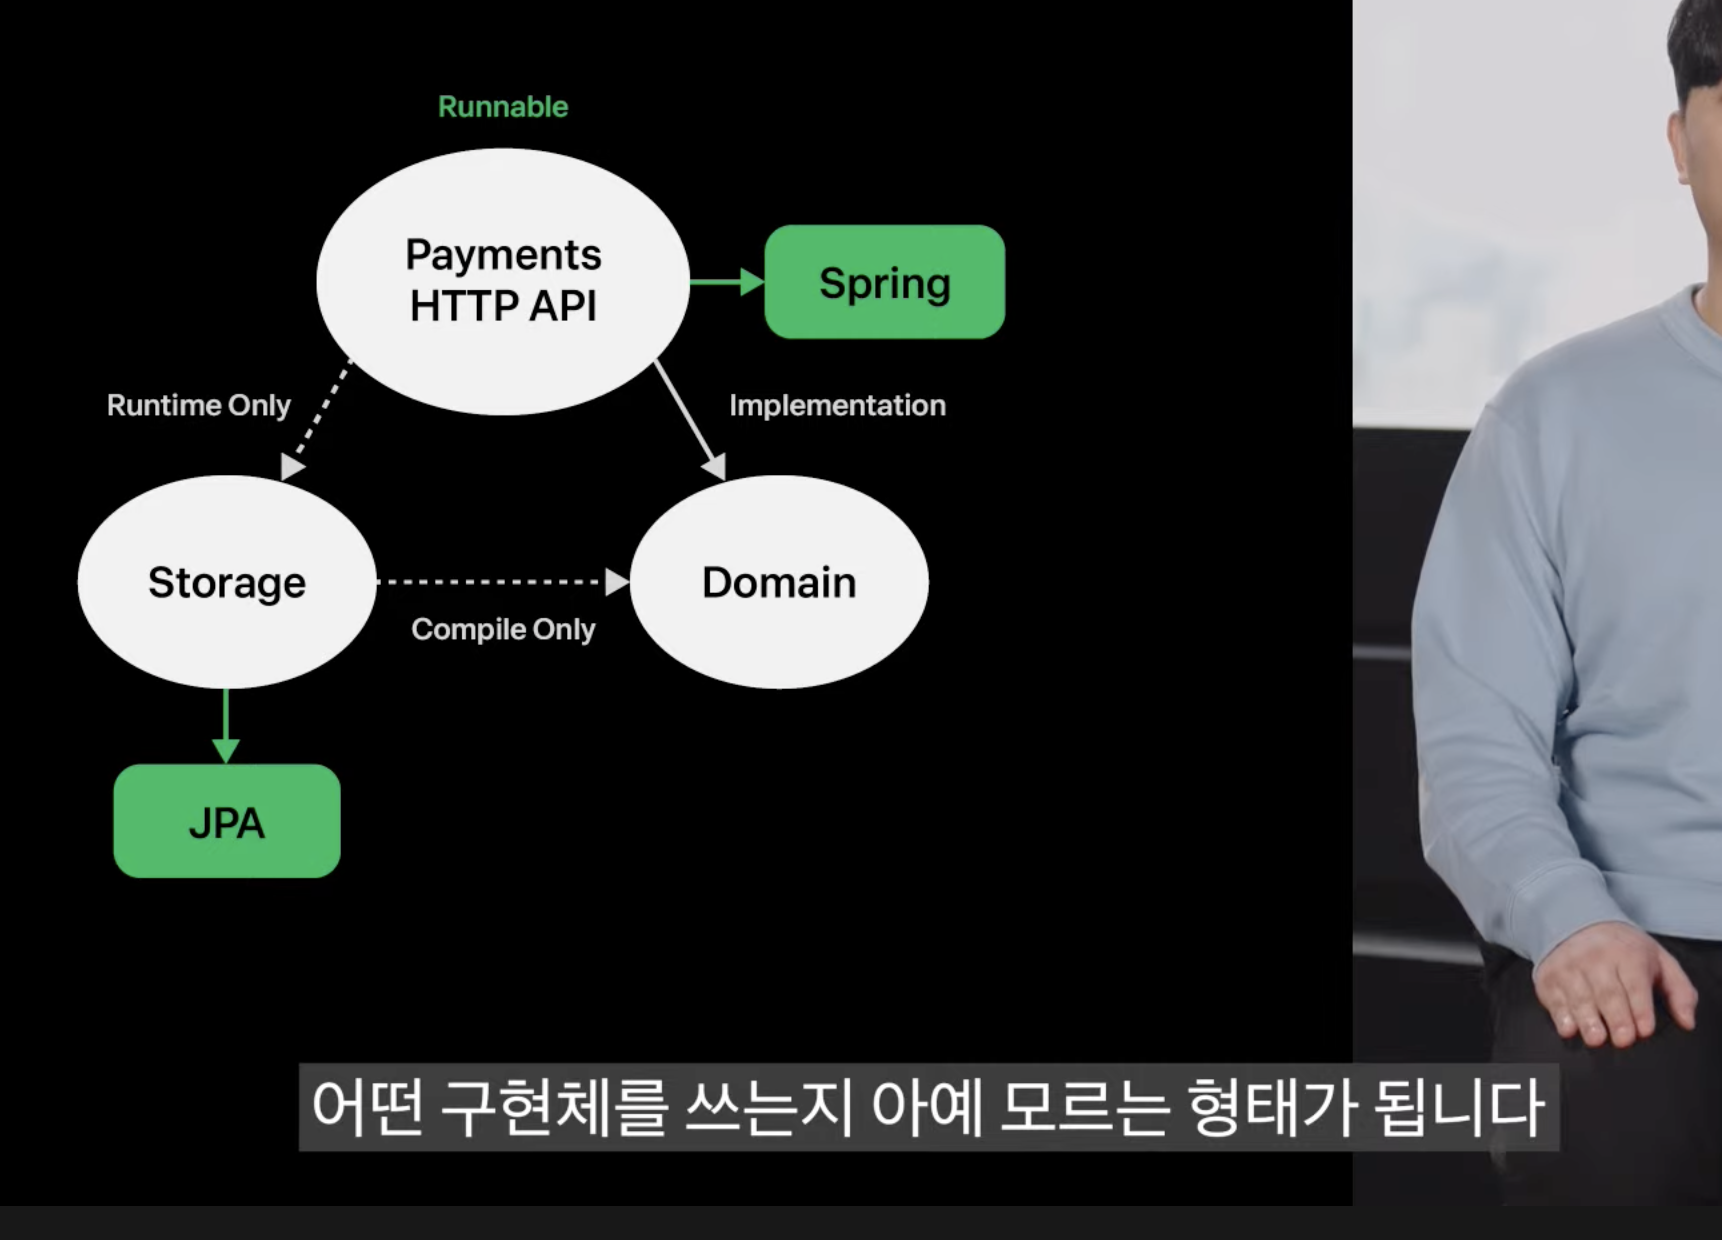 Runnable
Payments
HTTP API
Spring
Runtime Only
Implementation
Storage
Domain
Compile Only
JPA
어떤 구현체를 쓰는지 아예 모르는 형태가 됩니다